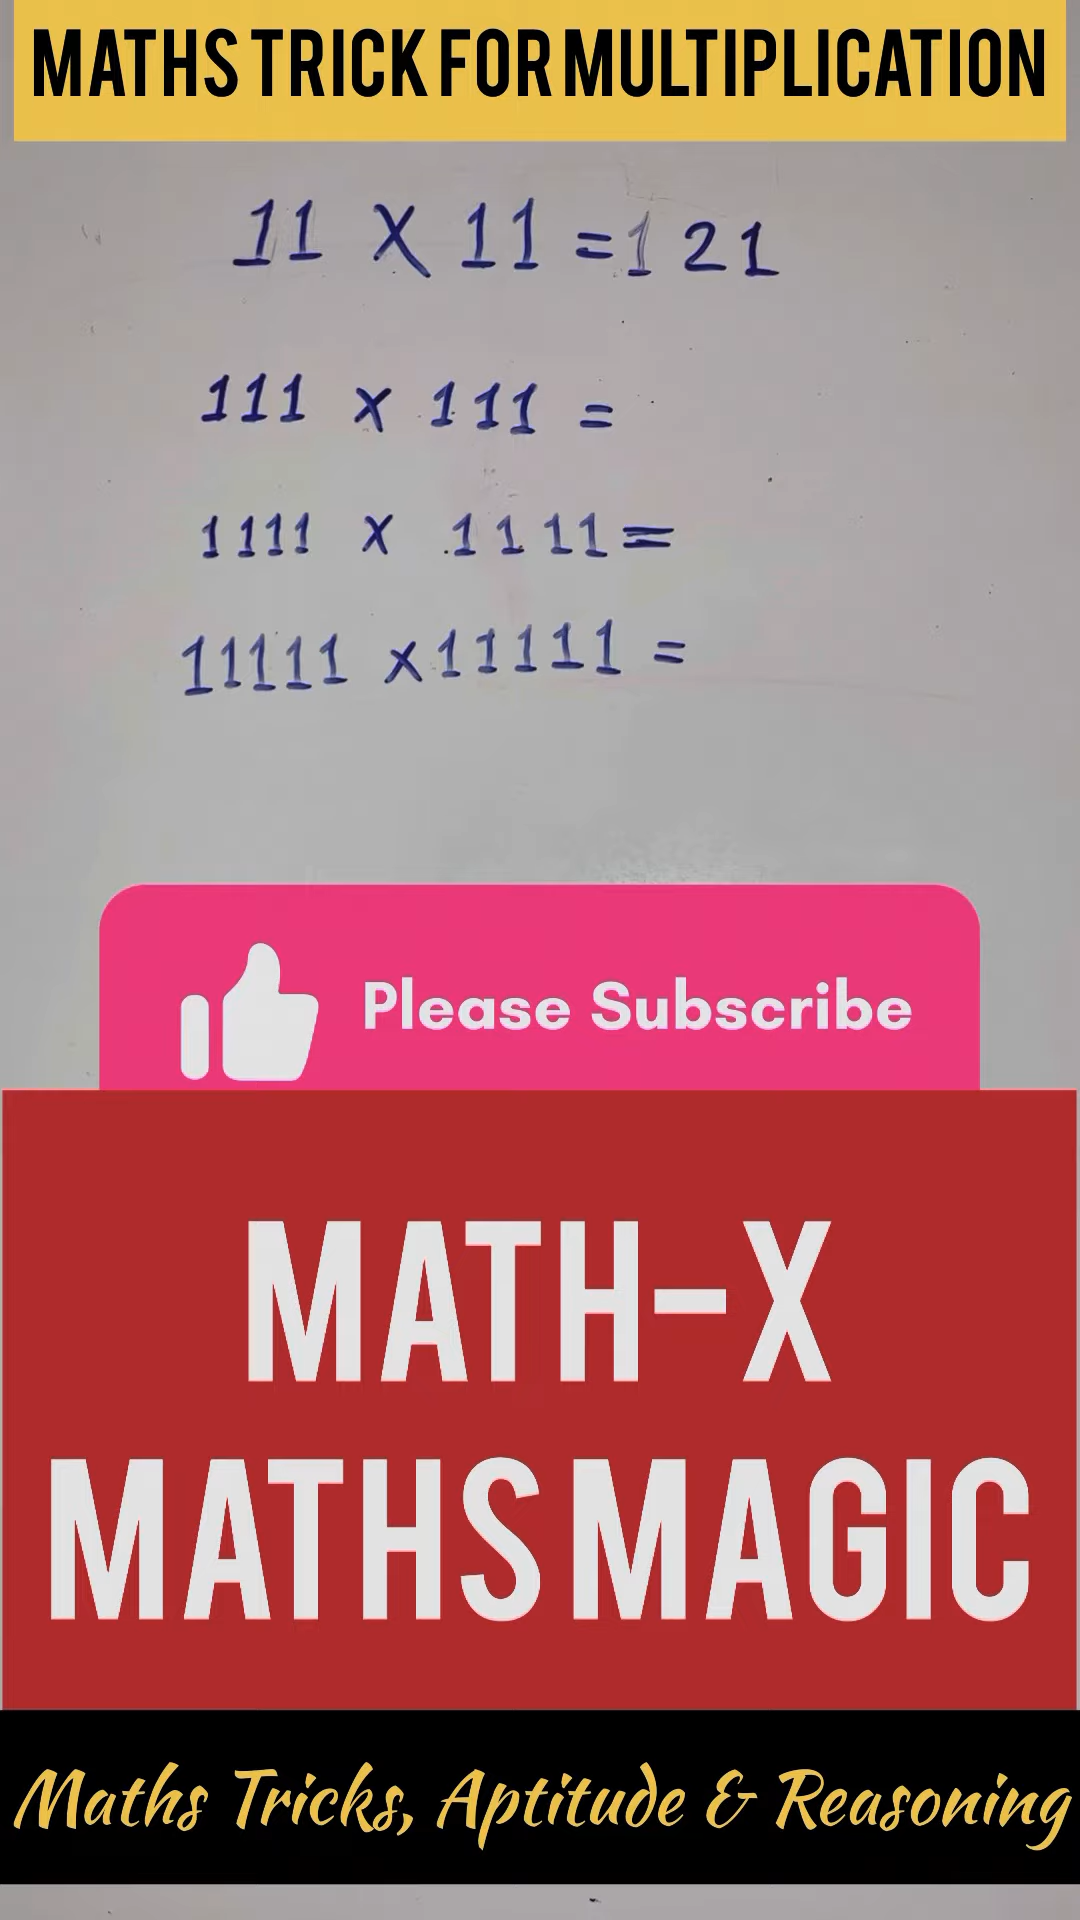 MATHS TRICK FOR MULTIPLICATION
11 X 11 = 121
111 x 111 =
1111 x 1111 =
11111 x 11111 =
Please Subscribe
MATH-X
MATHS MAGIC
Maths Tricks, Aptitude & Reasoning